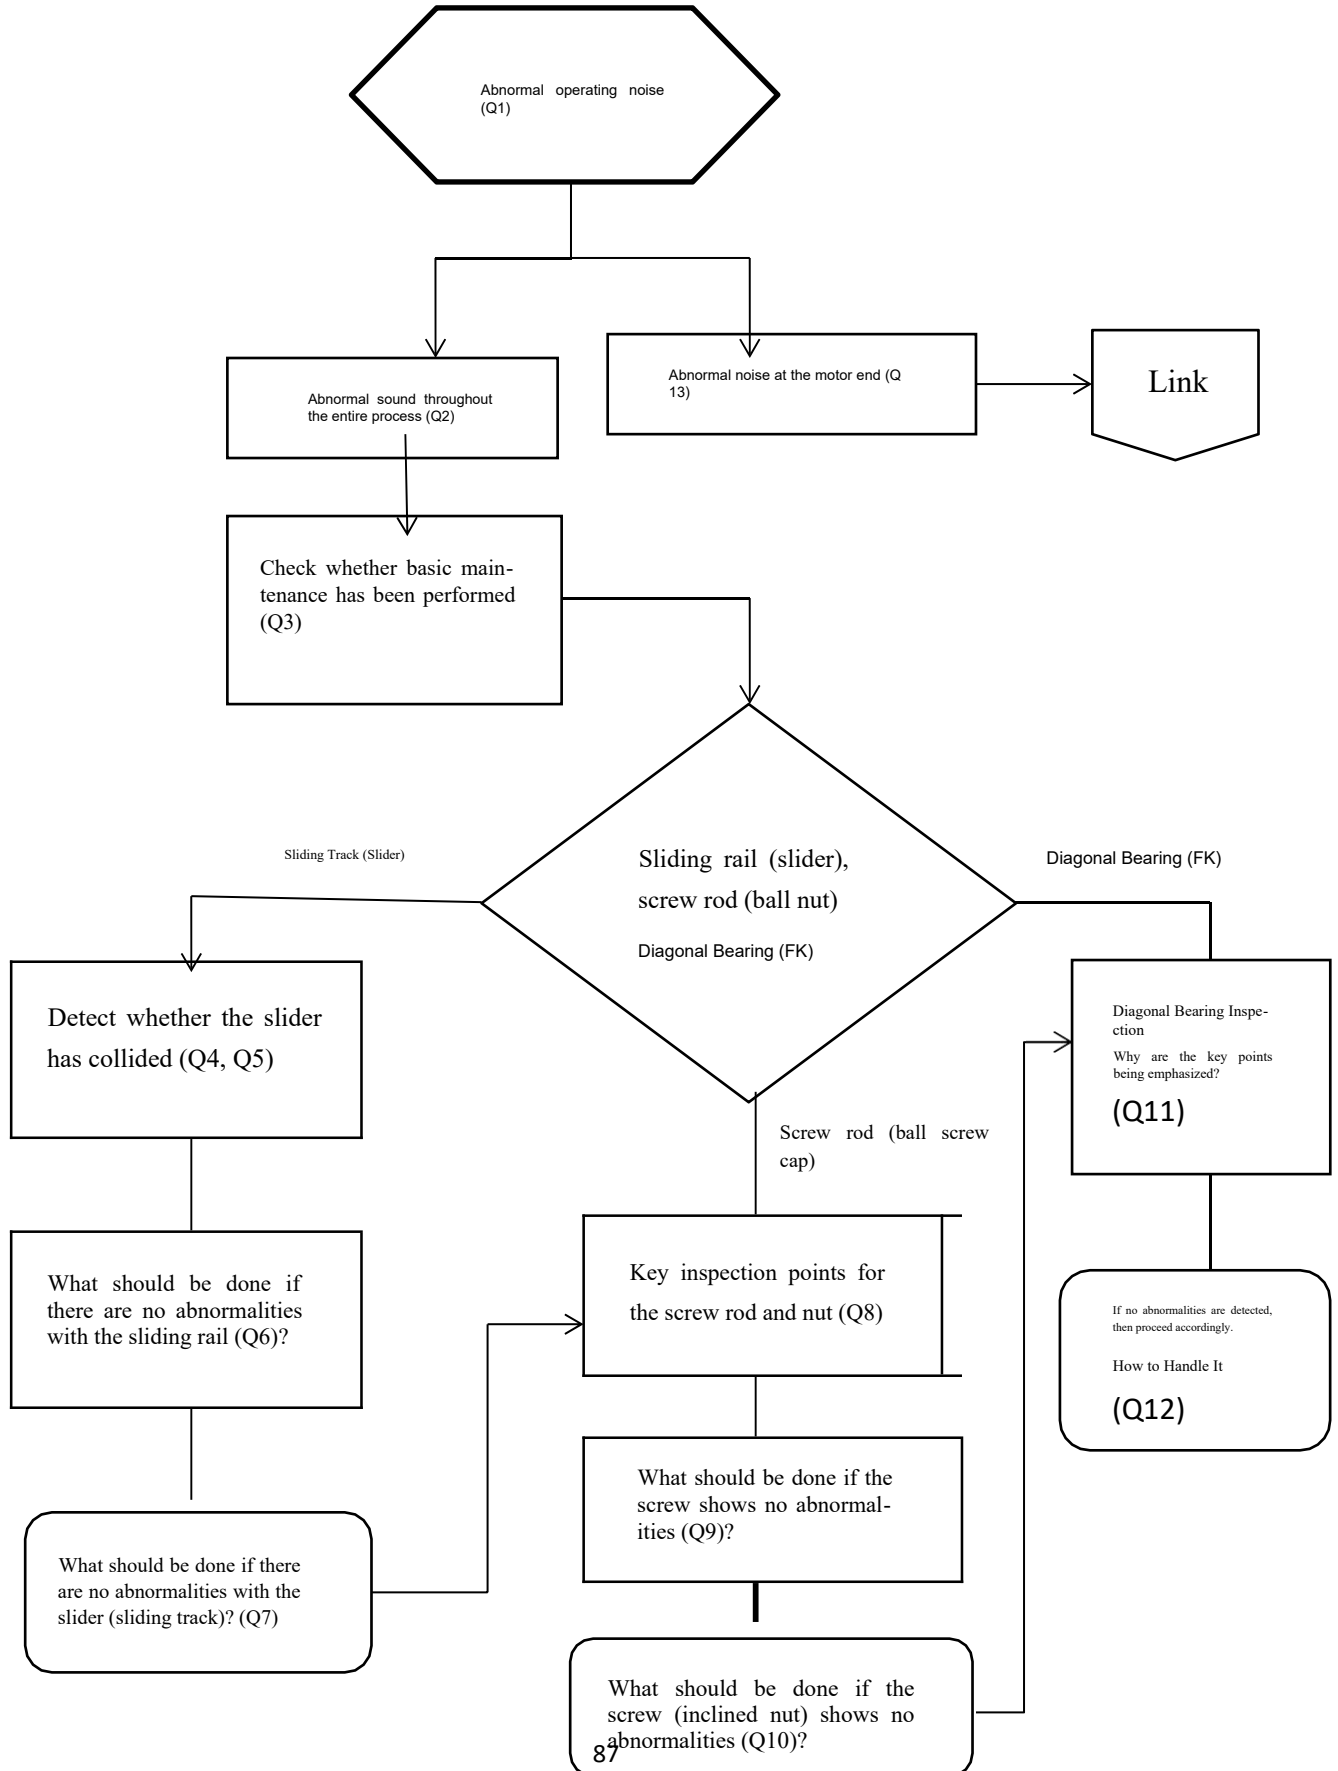 Abnormal operating noise
(Q1)
Abnormal noise at the motor end (Q
13)
Link
Abnormal sound throughout
the entire process (Q2)
Check whether basic main-
tenance has been performed
(Q3)
Sliding Track (Slider)
Sliding rail (slider),
screw rod (ball nut)
Diagonal Bearing (FK)
Diagonal Bearing (FK)
Detect whether the slider
has collided (Q4, Q5)
Diagonal Bearing Inspe-
ction
Why are the key points
being emphasized?
(Q11)
Screw rod (ball screw
cap)
What should be done if
there are no abnormalities
with the sliding rail (Q6)?
Key inspection points for
the screw rod and nut (Q8)
If no abnormalities are detected,
then proceed accordingly.
How to Handle It
(Q12)
What should be done if the
screw shows no abnormal-
ities (Q9)?
What should be done if there
are no abnormalities with the
slider (sliding track)? (Q7)
What should be done if the
screw (inclined nut) shows no
abnormalities (Q10)?
87